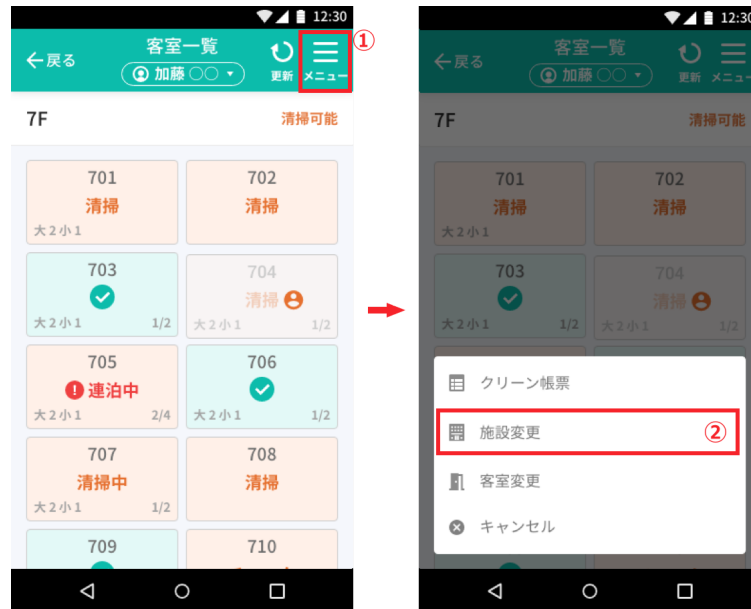 12:30
①
戻る
客室一覧
加藤 ○○
更新
メニュー
7F
清掃可能
701
清掃
大2小1
702
清掃
703
大2小1
1/2
704
清掃
大2小1
1/2
705
連泊中
大2小1
2/4
706
大2小1
1/2
707
清掃中
大2小1
1/2
708
清掃
709
710
12:30
戻る
客室一覧
加藤 ○○
更新
メニュー
7F
清掃可能
701
清掃
大2小1
702
清掃
703
大2小1
1/2
704
清掃
大2小1
1/2
クリーン帳票
施設変更
②
客室変更
キャンセル